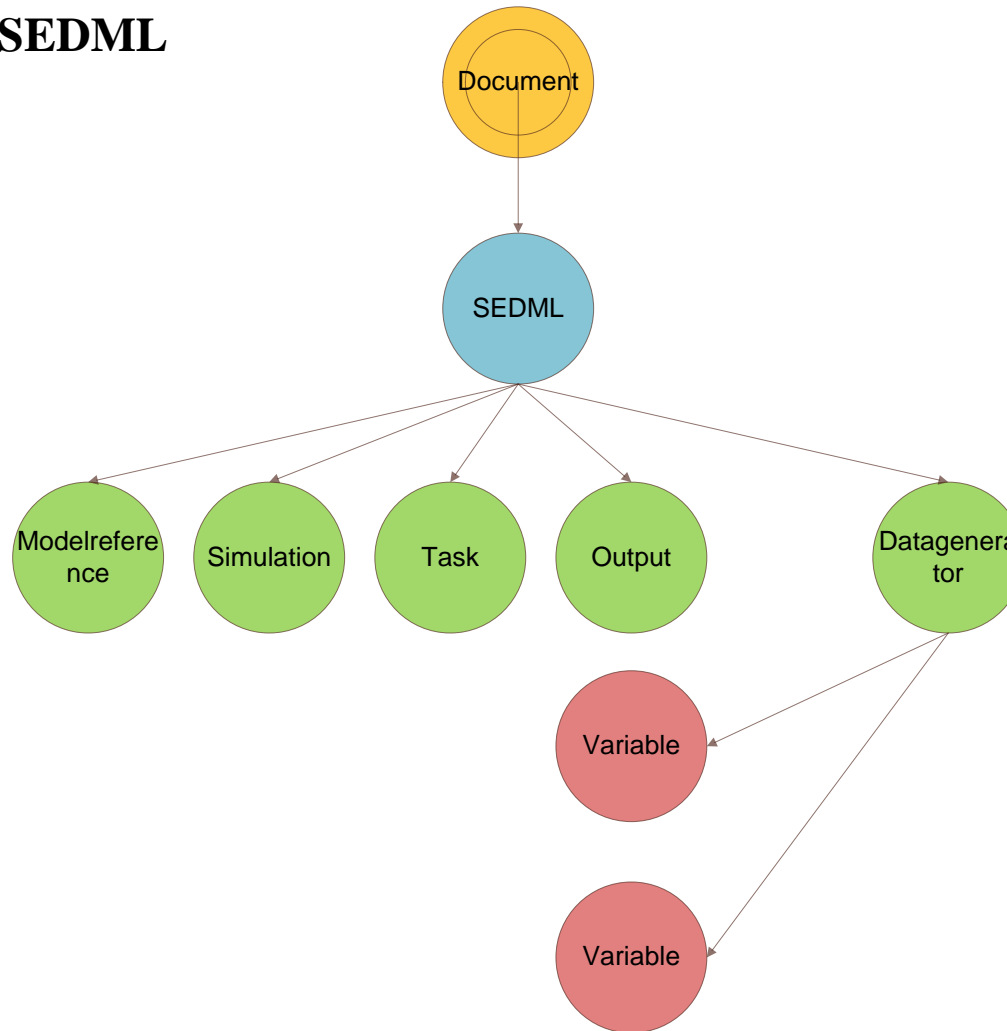 SEDML
Document
SEDML
Modelrefere
nce
Simulation
Task
Output
Datagenera
tor
Variable
Variable